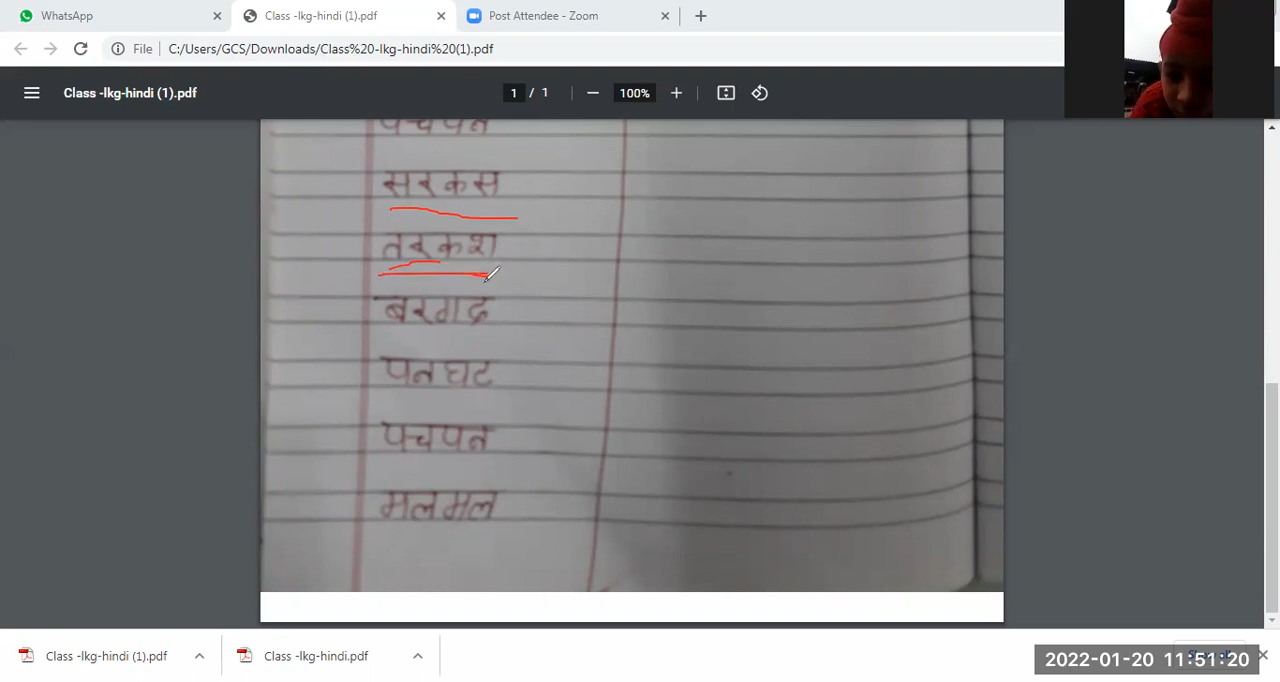 WhatsApp
Class -lkg-hindi (1).pdf
Post Attendee - Zoom
File
C:/Users/GCS/Downloads/Class%20-lkg-hindi%20(1).pdf
Class -lkg-hindi (1).pdf
1 / 1
100%
पचपन
सरकस
तरकश
बरगद
पनघट
पचपन
मलमल
Class -lkg-hindi (1).pdf
Class -lkg-hindi.pdf
2022-01-20 11:51:20